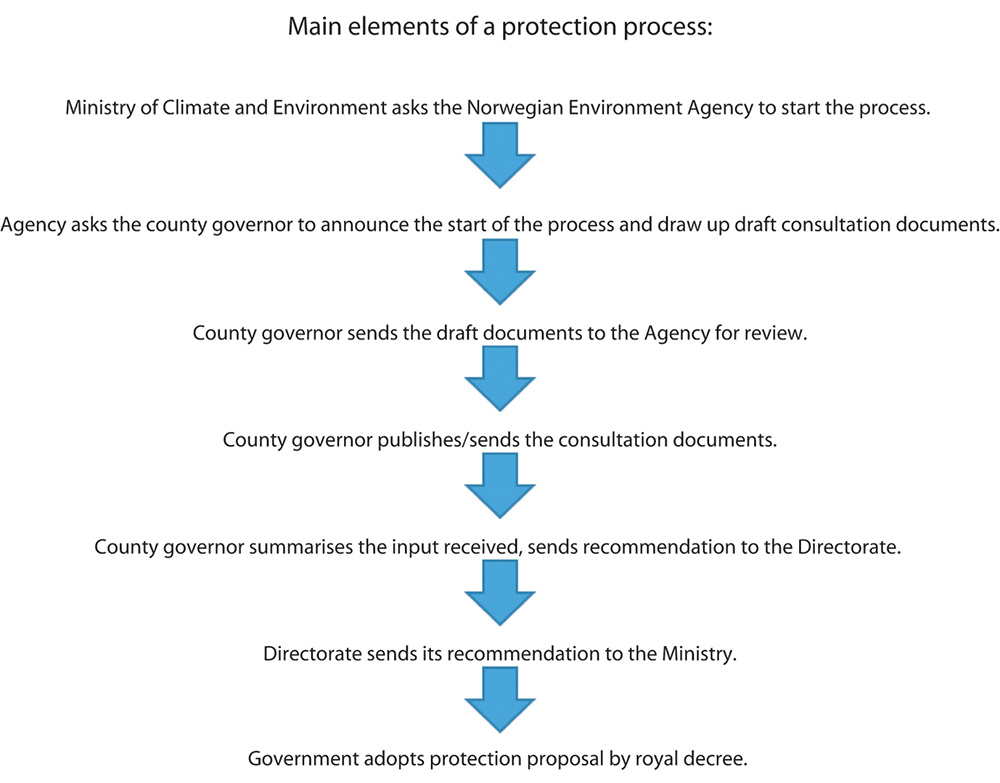 Main elements of a protection process:
Ministry of Climate and Environment asks the Norwegian Environment Agency to start the process.
Agency asks the county governor to announce the start of the process and draw up draft consultation documents.
County governor sends the draft documents to the Agency for review.
County governor publishes/sends the consultation documents.
County governor summarises the input received, sends recommendation to the Directorate.
Directorate sends its recommendation to the Ministry.
Government adopts protection proposal by royal decree.